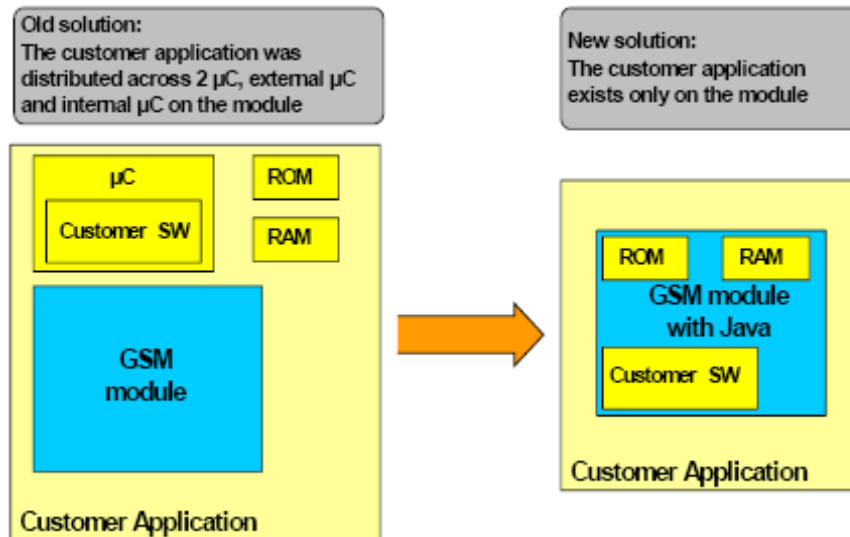 Old solution:
The customer application was
distributed across 2 µC, external µC
and internal µC on the module
New solution:
The customer application
exists only on the module
µC
Customer SW
ROM
RAM
GSM
module
Customer Application
ROM
RAM
GSM module
with Java
Customer SW
Customer Application